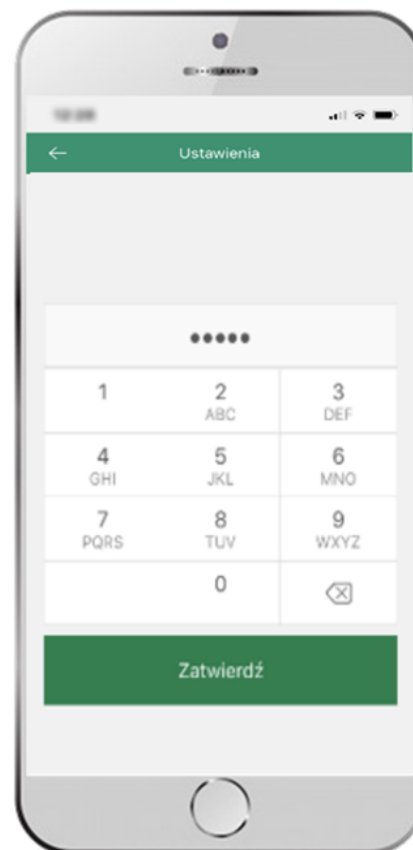 Ustawienia
1 2 3
ABC DEF
4 5 6
GHI JKL MNO
7 8 9
PQRS TUV WXYZ
0
Zatwierdź